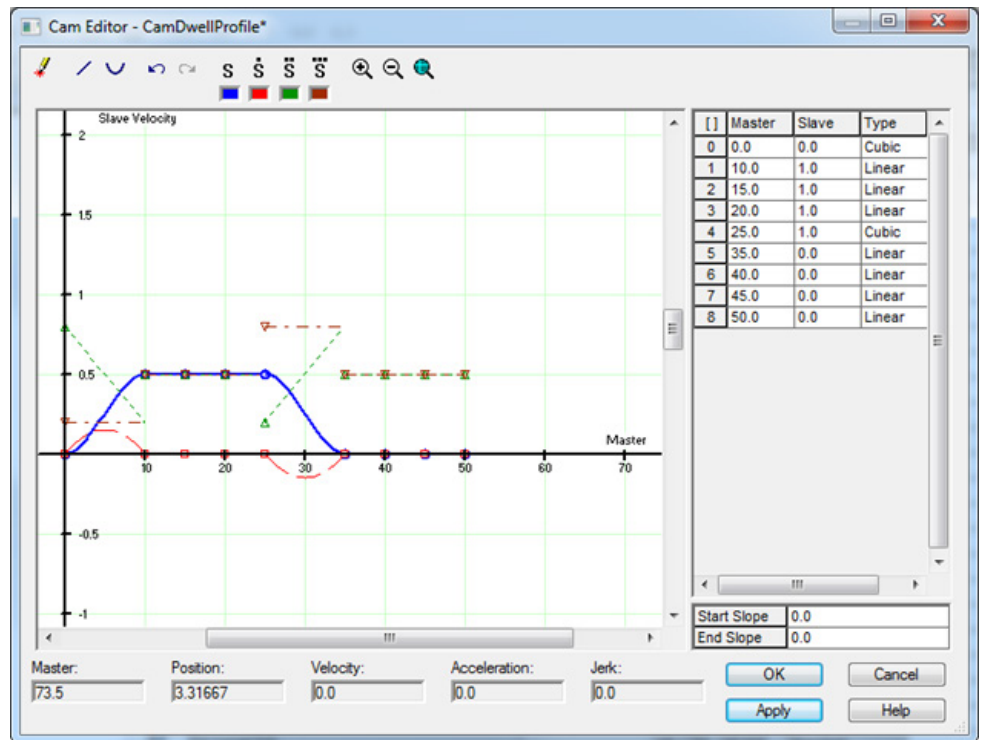 Cam Editor - CamDwellProfile*
S Ṡ S̈ S⃛
Slave Velocity
2
1.5
1
0.5
Master
10 20 30 40 50 60 70
-0.5
-1
[ ] Master Slave Type
0 0.0 0.0 Cubic
1 10.0 1.0 Linear
2 15.0 1.0 Linear
3 20.0 1.0 Linear
4 25.0 1.0 Cubic
5 35.0 0.0 Linear
6 40.0 0.0 Linear
7 45.0 0.0 Linear
8 50.0 0.0 Linear
Start Slope 0.0
End Slope 0.0
Master: Position: Velocity: Acceleration: Jerk:
73.5 3.31667 0.0 0.0 0.0
OK Cancel
Apply Help